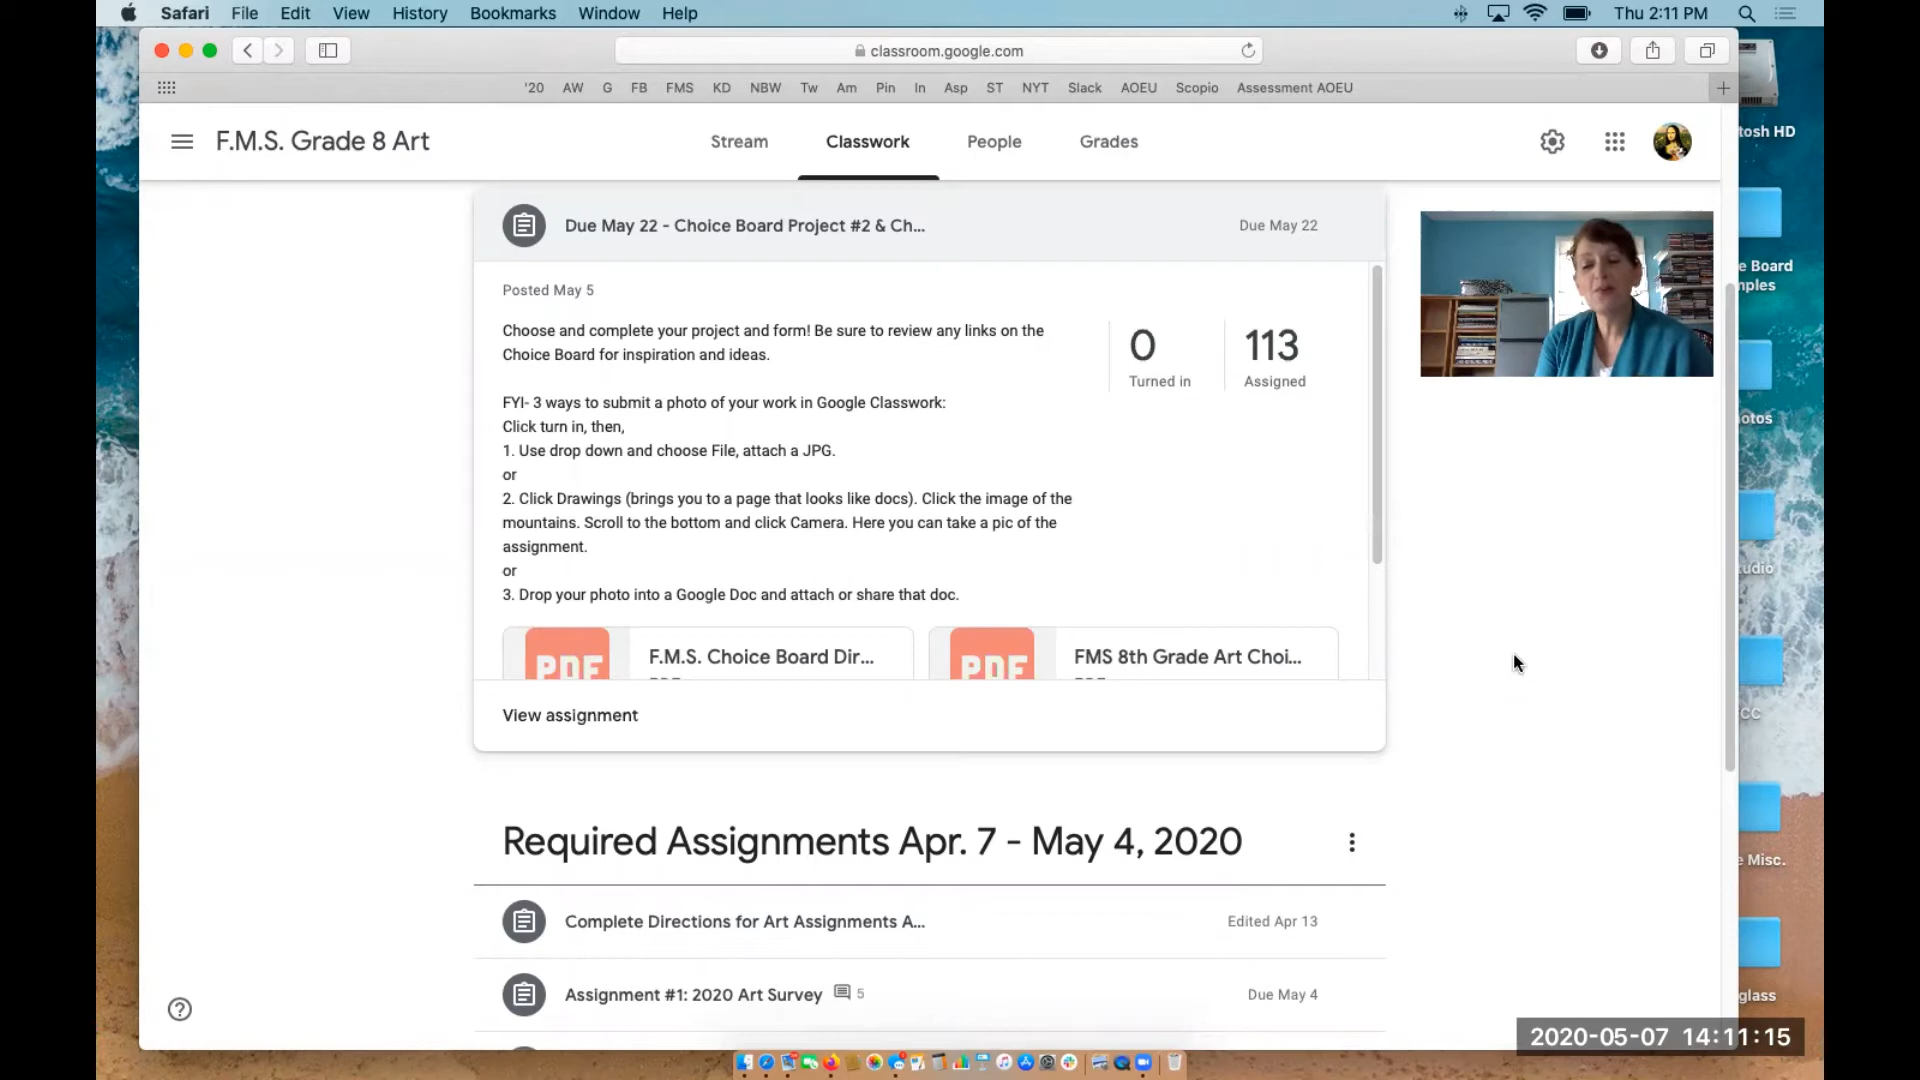 Safari File Edit View History Bookmarks Window Help Thu 2:11 PM
classroom.google.com
'20 AW G FB FMS KD NBW Tw Am Pin In Asp ST NYT Slack AOEU Scopio Assessment AOEU
F.M.S. Grade 8 Art Stream Classwork People Grades
tosh HD
Due May 22 - Choice Board Project #2 & Ch... Due May 22
e Board
nples
Posted May 5
Choose and complete your project and form! Be sure to review any links on the
Choice Board for inspiration and ideas.
0 113
Turned in Assigned
FYI- 3 ways to submit a photo of your work in Google Classwork:
Click turn in, then,
1. Use drop down and choose File, attach a JPG.
or
2. Click Drawings (brings you to a page that looks like docs). Click the image of the
mountains. Scroll to the bottom and click Camera. Here you can take a pic of the
assignment.
or
3. Drop your photo into a Google Doc and attach or share that doc.
otos
udio
PDF F.M.S. Choice Board Dir... PDF FMS 8th Grade Art Choi...
View assignment
CC
Required Assignments Apr. 7 - May 4, 2020
e Misc.
Complete Directions for Art Assignments A... Edited Apr 13
Assignment #1: 2020 Art Survey 5 Due May 4
glass
2020-05-07 14:11:15